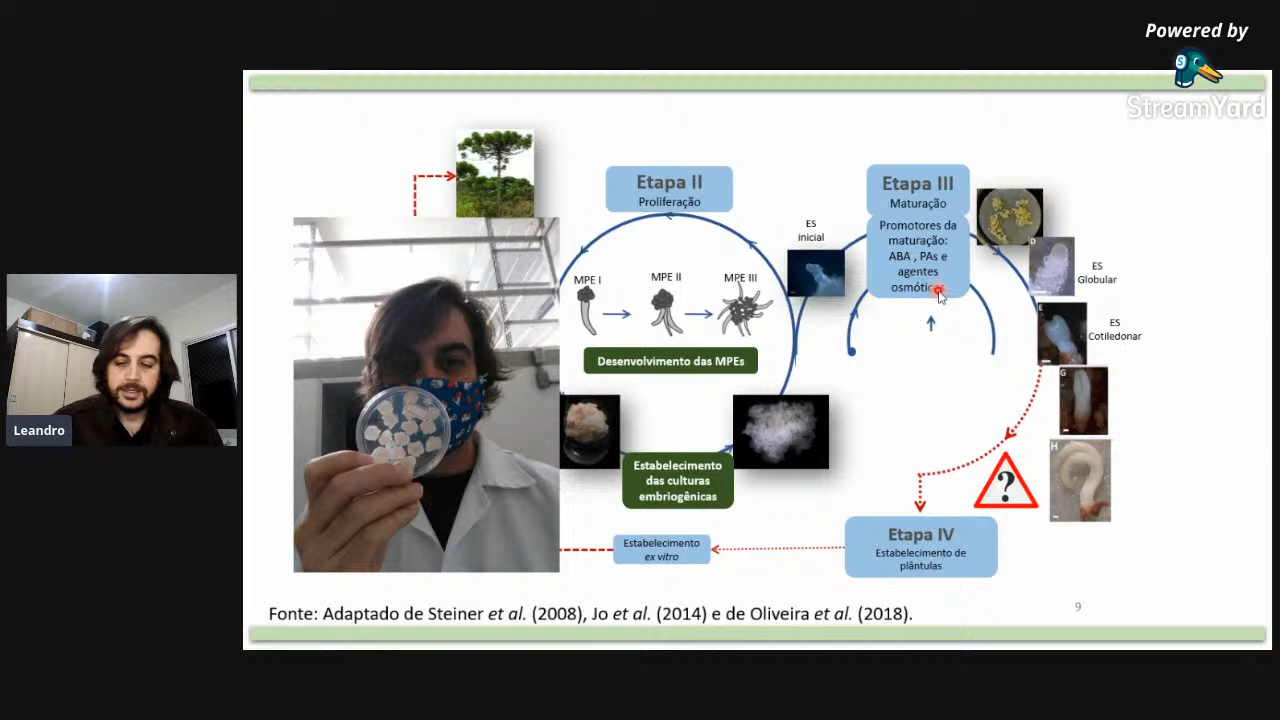 Powered by
S
StreamYard
Etapa II
Proliferação
Etapa III
Maturação
Promotores da
maturação:
ABA , PAs e
agentes
ES
inicial
MPE I
MPE II
MPE III
Desenvolvimento das MPEs
D
ES
Globular
E
ES
Cotiledonar
G
H
Estabelecimento
das culturas
embriogênicas
?
Etapa IV
Estabelecimento de
plântulas
Estabelecimento
ex vitro
Leandro
9
Fonte: Adaptado de Steiner et al. (2008), Jo et al. (2014) e de Oliveira et al. (2018).